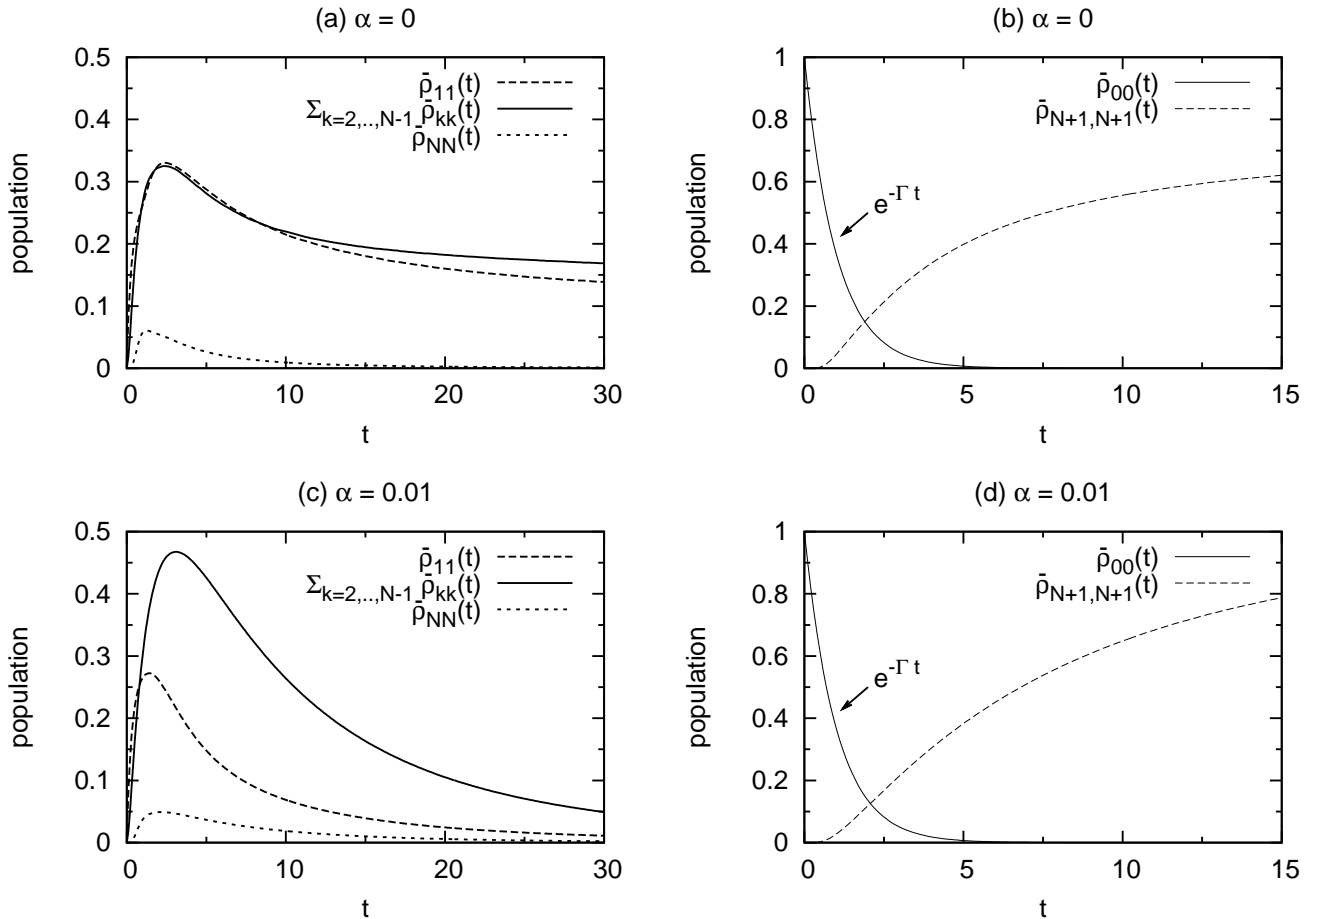 (a) α = 0
population
0.5
0.4
0.3
0.2
0.1
0
ρ̄₁₁(t)
Σₖ₌₂,..,N-1 ρ̄kk(t)
ρ̄NN(t)
0 10 20 30
t
(b) α = 0
population
1
0.8
0.6
0.4
0.2
0
ρ̄₀₀(t)
ρ̄N+1,N+1(t)
e^-Γ t
0 5 10 15
t
(c) α = 0.01
population
0.5
0.4
0.3
0.2
0.1
0
ρ̄₁₁(t)
Σₖ₌₂,..,N-1 ρ̄kk(t)
ρ̄NN(t)
0 10 20 30
t
(d) α = 0.01
population
1
0.8
0.6
0.4
0.2
0
ρ̄₀₀(t)
ρ̄N+1,N+1(t)
e^-Γ t
0 5 10 15
t